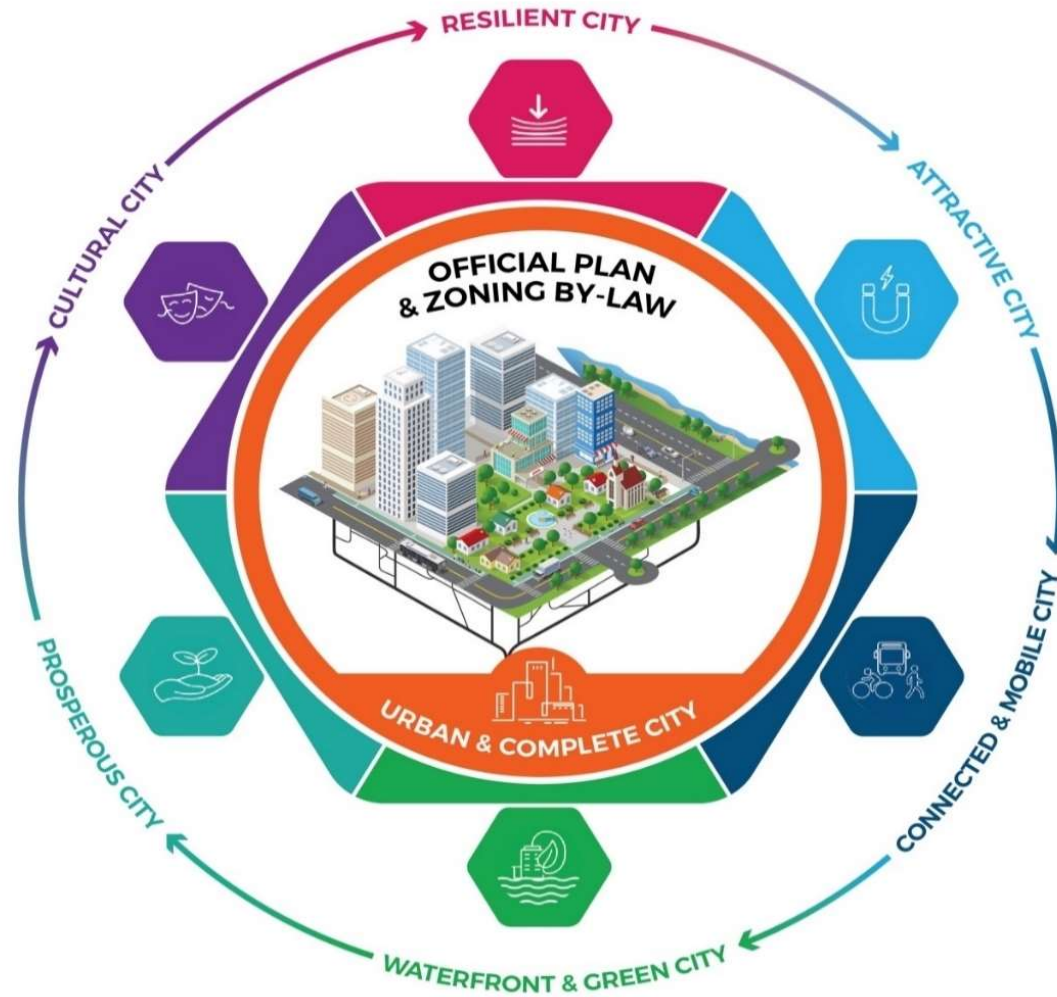 RESILIENT CITY
ATTRACTIVE CITY
CONNECTED & MOBILE CITY
WATERFRONT & GREEN CITY
PROSPEROUS CITY
CULTURAL CITY
OFFICIAL PLAN
& ZONING BY-LAW
URBAN & COMPLETE CITY